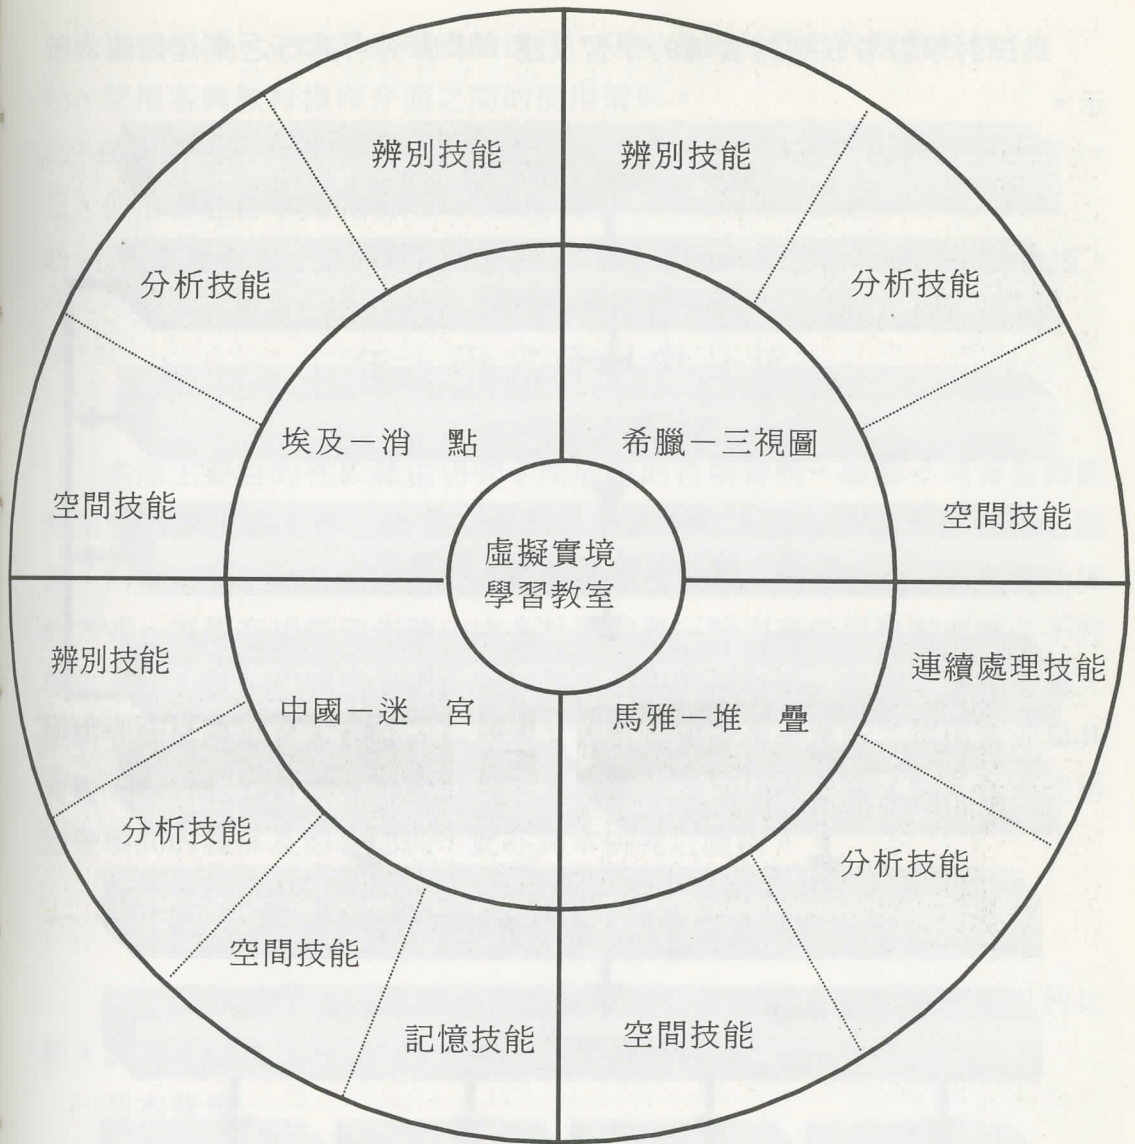 辨別技能
辨別技能
分析技能
分析技能
埃及－消　點
希臘－三視圖
空間技能
空間技能
虛擬實境
學習教室
辨別技能
連續處理技能
中國－迷　宮
馬雅－堆　疊
分析技能
分析技能
空間技能
記憶技能
空間技能